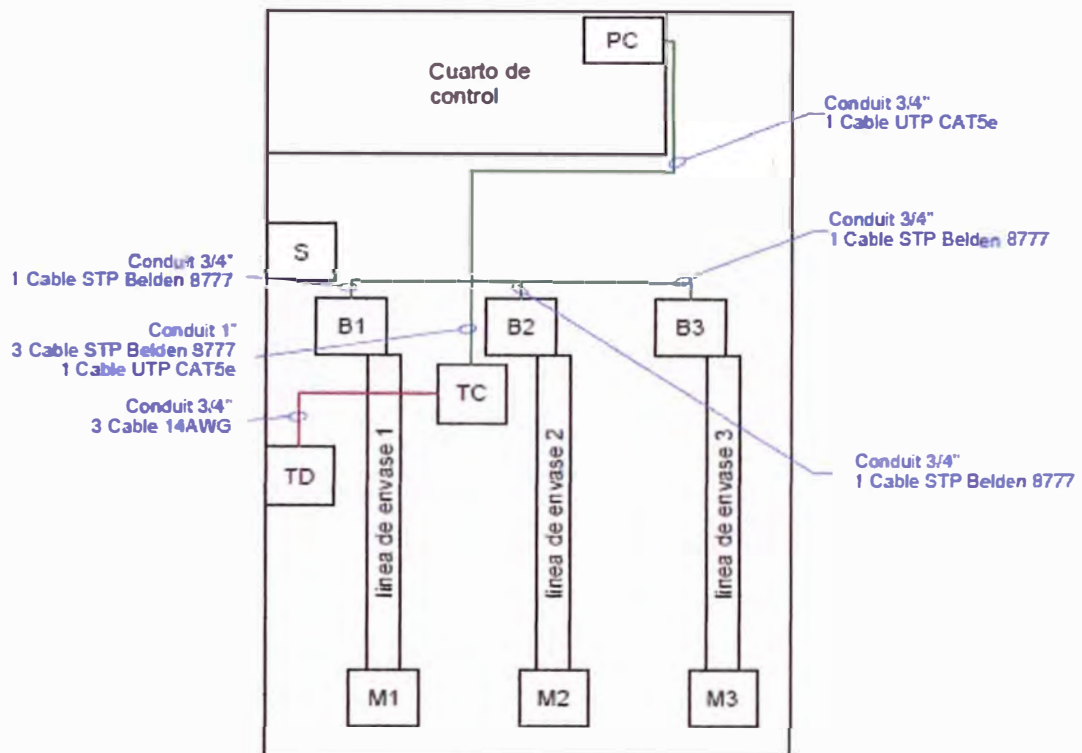 PC
Cuarto de
control
Conduit 3/4"
1 Cable UTP CAT5e
S
Conduit 3/4"
1 Cable STP Belden 8777
Conduit 3/4"
1 Cable STP Belden 8777
B1
B2
B3
Conduit 1"
3 Cable STP Belden 8777
1 Cable UTP CAT5e
TC
Conduit 3/4"
3 Cable 14AWG
TD
Conduit 3/4"
1 Cable STP Belden 8777
linea de envase 1
linea de envase 2
linea de envase 3
M1
M2
M3